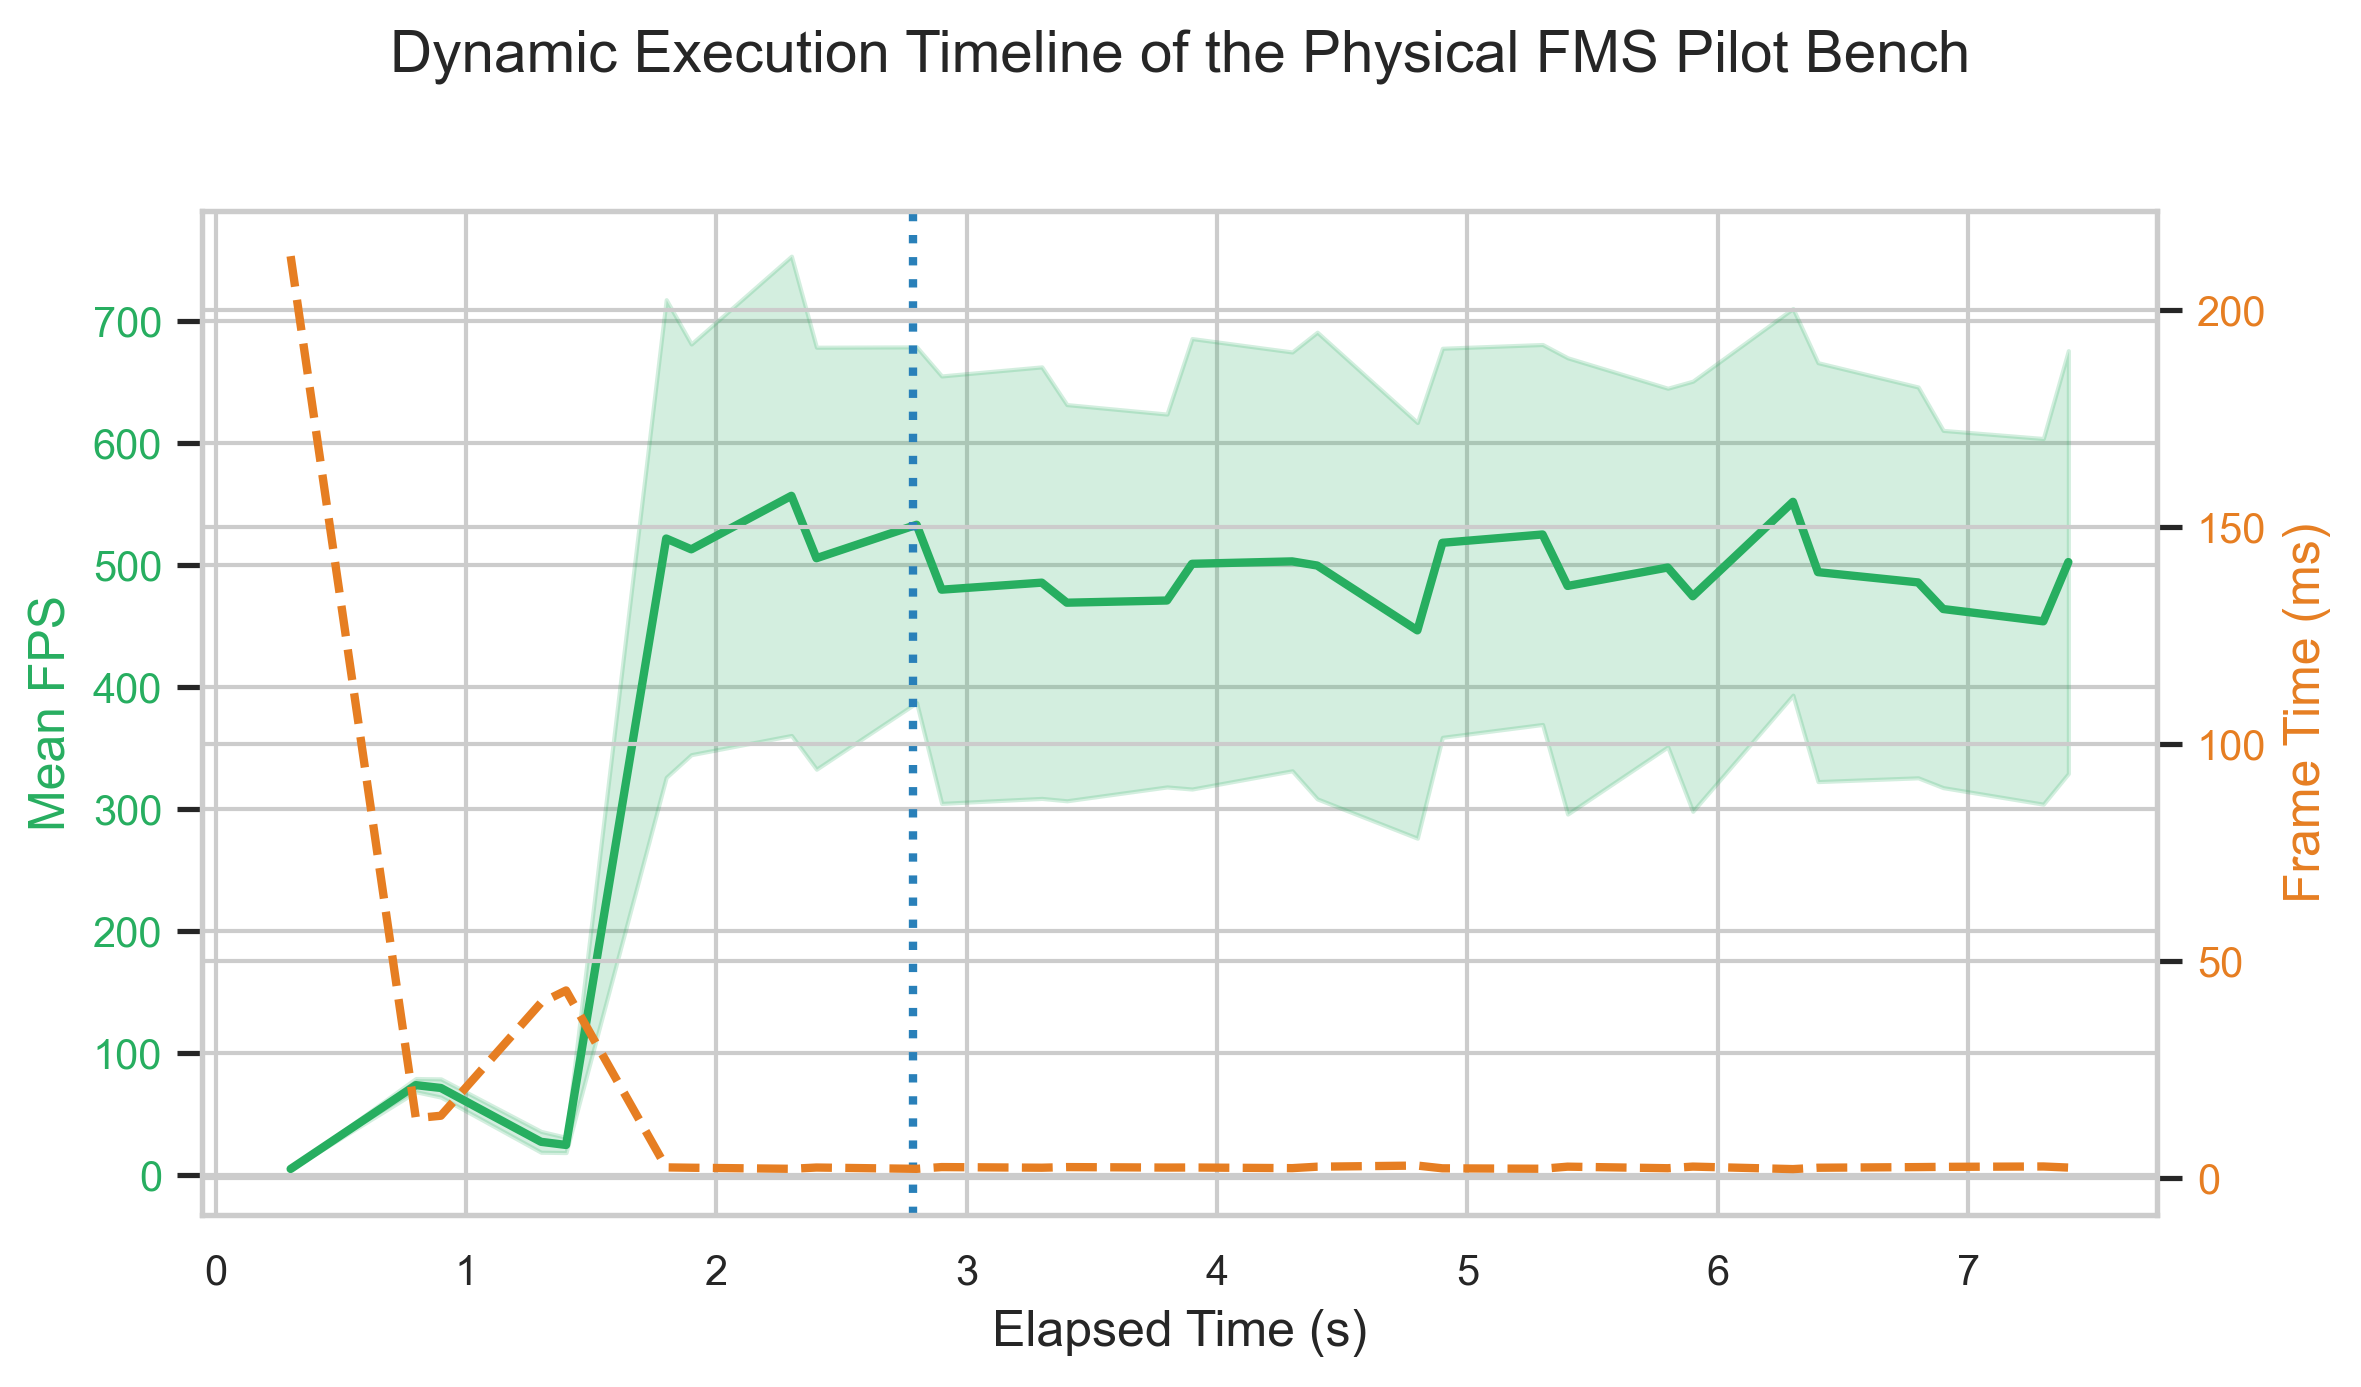 Dynamic Execution Timeline of the Physical FMS Pilot Bench
Mean FPS
700
600
500
400
300
200
100
0
200
150
100
50
0
Frame Time (ms)
0 1 2 3 4 5 6 7
Elapsed Time (s)